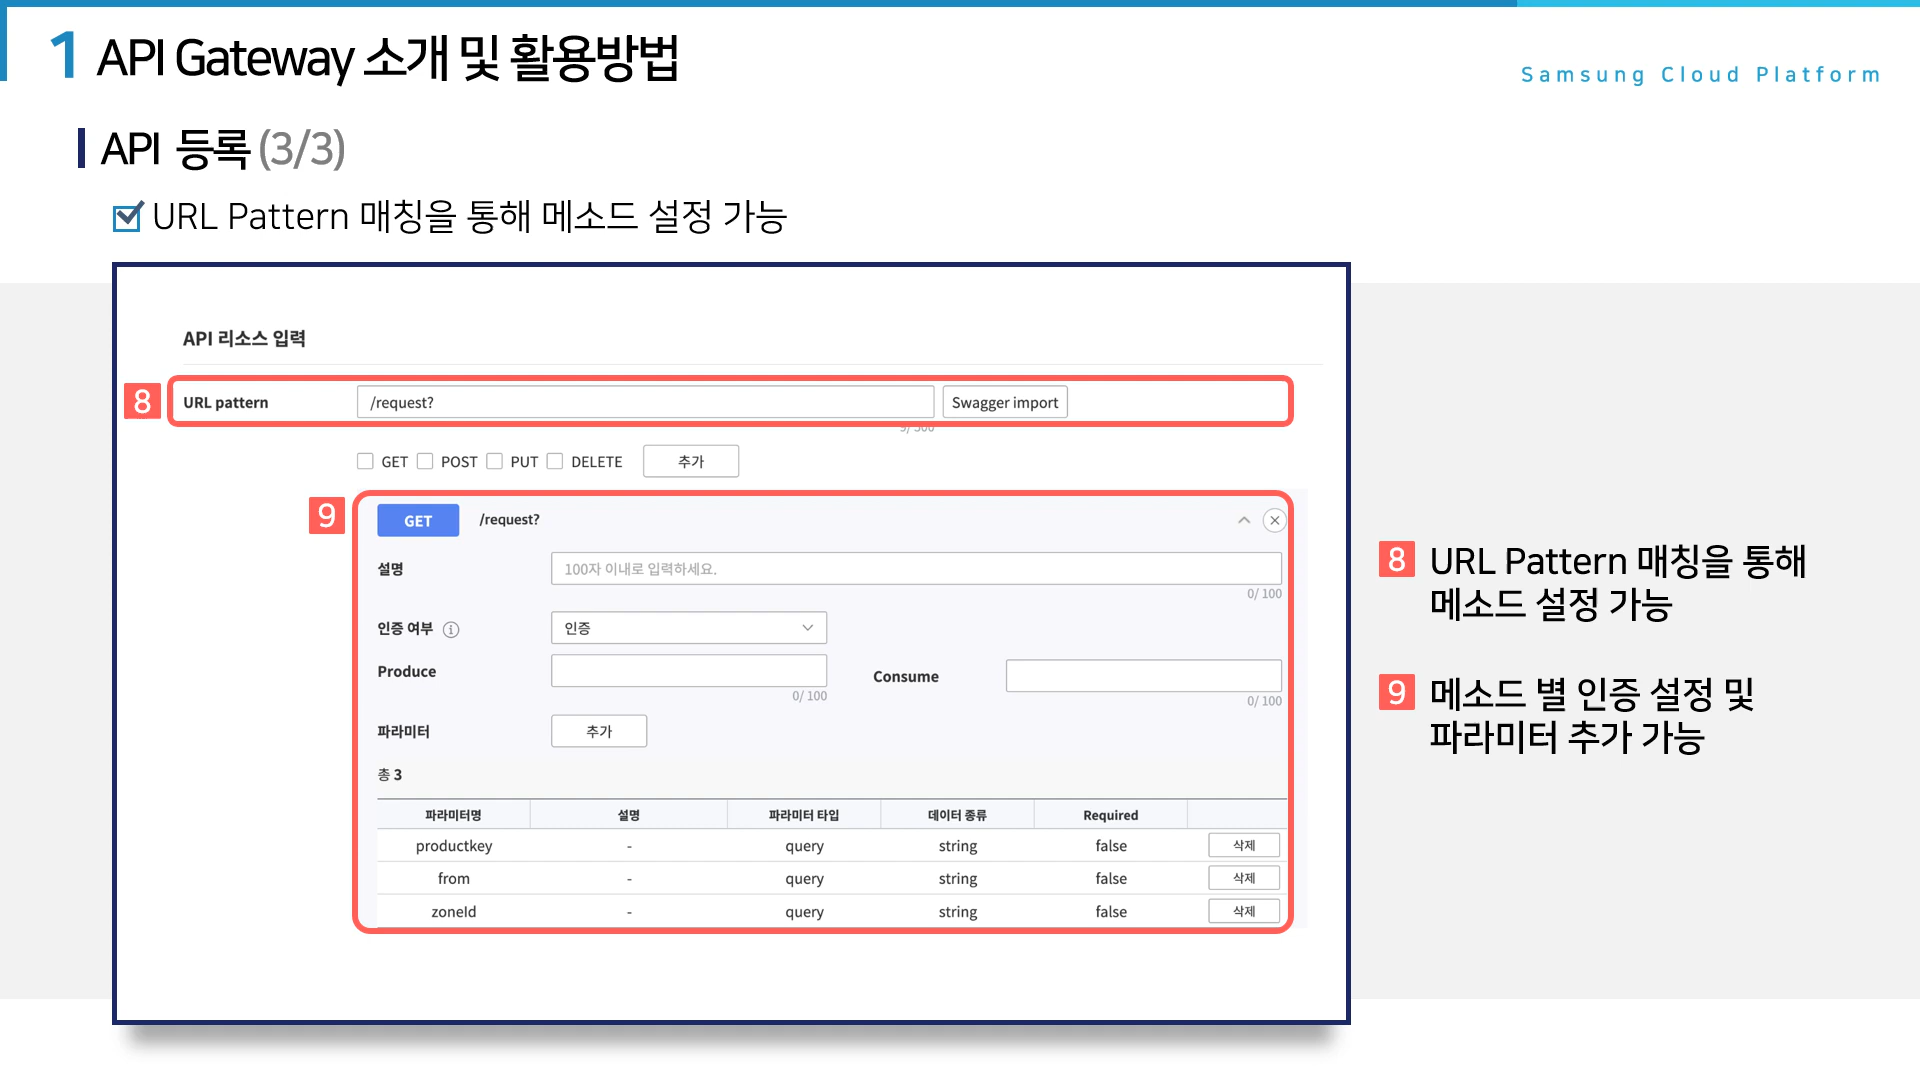 1 API Gateway 소개 및 활용방법
Samsung Cloud Platform
API 등록 (3/3)
URL Pattern 매칭을 통해 메소드 설정 가능
API 리소스 입력
8 URL pattern /request? Swagger import
GET POST PUT DELETE 추가
9 GET /request?
설명 100자 이내로 입력하세요.
0/ 100
인증 여부 인증
Produce Consume
0/ 100 0/ 100
파라미터 추가
총 3
파라미터명 설명 파라미터 타입 데이터 종류 Required
productkey - query string false 삭제
from - query string false 삭제
zoneId - query string false 삭제
8 URL Pattern 매칭을 통해
메소드 설정 가능
9 메소드 별 인증 설정 및
파라미터 추가 가능